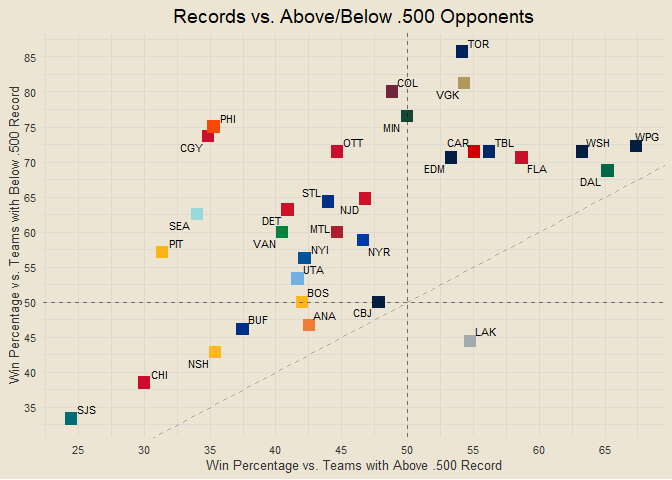 Records vs. Above/Below .500 Opponents
Win Percentage vs. Teams with Below .500 Record
85
80
75
70
65
60
55
50
45
40
35
TOR
COL
VGK
MIN
PHI
CGY
OTT
CAR
TBL
WSH
WPG
EDM
FLA
DAL
STL
NJD
SEA
DET
VAN
MTL
NYR
PIT
NYI
UTA
BOS
CBJ
ANA
BUF
LAK
NSH
CHI
SJS
25
30
35
40
45
50
55
60
65
Win Percentage vs. Teams with Above .500 Record